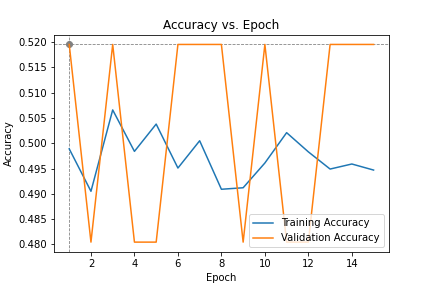 Accuracy vs. Epoch
0.520
0.515
0.510
0.505
0.500
0.495
0.490
0.485
0.480
Accuracy
2 4 6 8 10 12 14
Epoch
Training Accuracy
Validation Accuracy